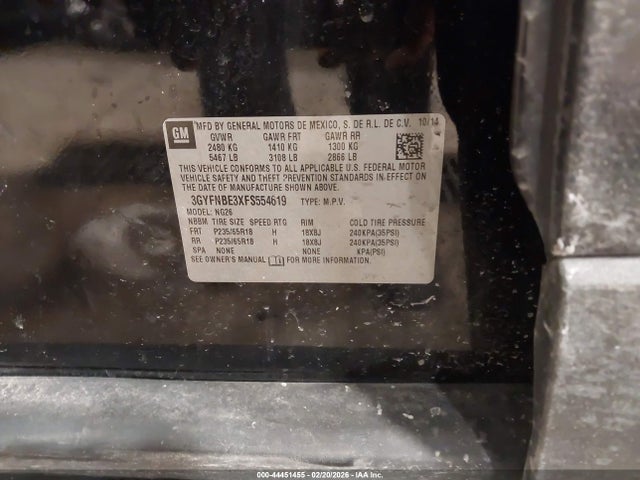 GM
MFD BY GENERAL MOTORS DE MEXICO, S. DE R.L. DE C.V. 10/14
GVWR GAWR FRT GAWR RR
2480 KG 1410 KG 1300 KG
5467 LB 3108 LB 2866 LB
THIS VEHICLE CONFORMS TO ALL APPLICABLE U.S. FEDERAL MOTOR
VEHICLE SAFETY AND THEFT PREVENTION STANDARDS IN EFFECT ON
THE DATE OF MANUFACTURE SHOWN ABOVE.
3GYFNBE3XFS554619 TYPE: M.P.V.
MODEL: NG26
NBBM TIRE SIZE SPEED RTG RIM COLD TIRE PRESSURE
FRT P235/65R18 H 18X8J 240KPA(35PSI)
RR P235/65R18 H 18X8J 240KPA(35PSI)
SPA NONE NONE KPA(PSI)
SEE OWNER'S MANUAL FOR MORE INFORMATION.
000-44451455 - 02/20/2026 - IAA Inc.